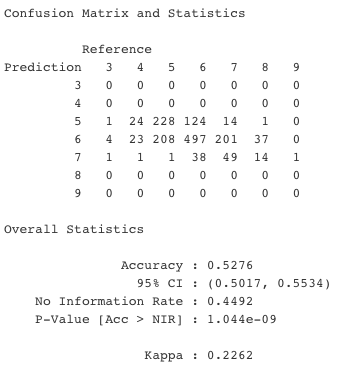 Confusion Matrix and Statistics
Reference
Prediction 3 4 5 6 7 8 9
3 0 0 0 0 0 0 0
4 0 0 0 0 0 0 0
5 1 24 228 124 14 1 0
6 4 23 208 497 201 37 0
7 1 1 1 38 49 14 1
8 0 0 0 0 0 0 0
9 0 0 0 0 0 0 0
Overall Statistics
Accuracy : 0.5276
95% CI : (0.5017, 0.5534)
No Information Rate : 0.4492
P-Value [Acc > NIR] : 1.044e-09
Kappa : 0.2262